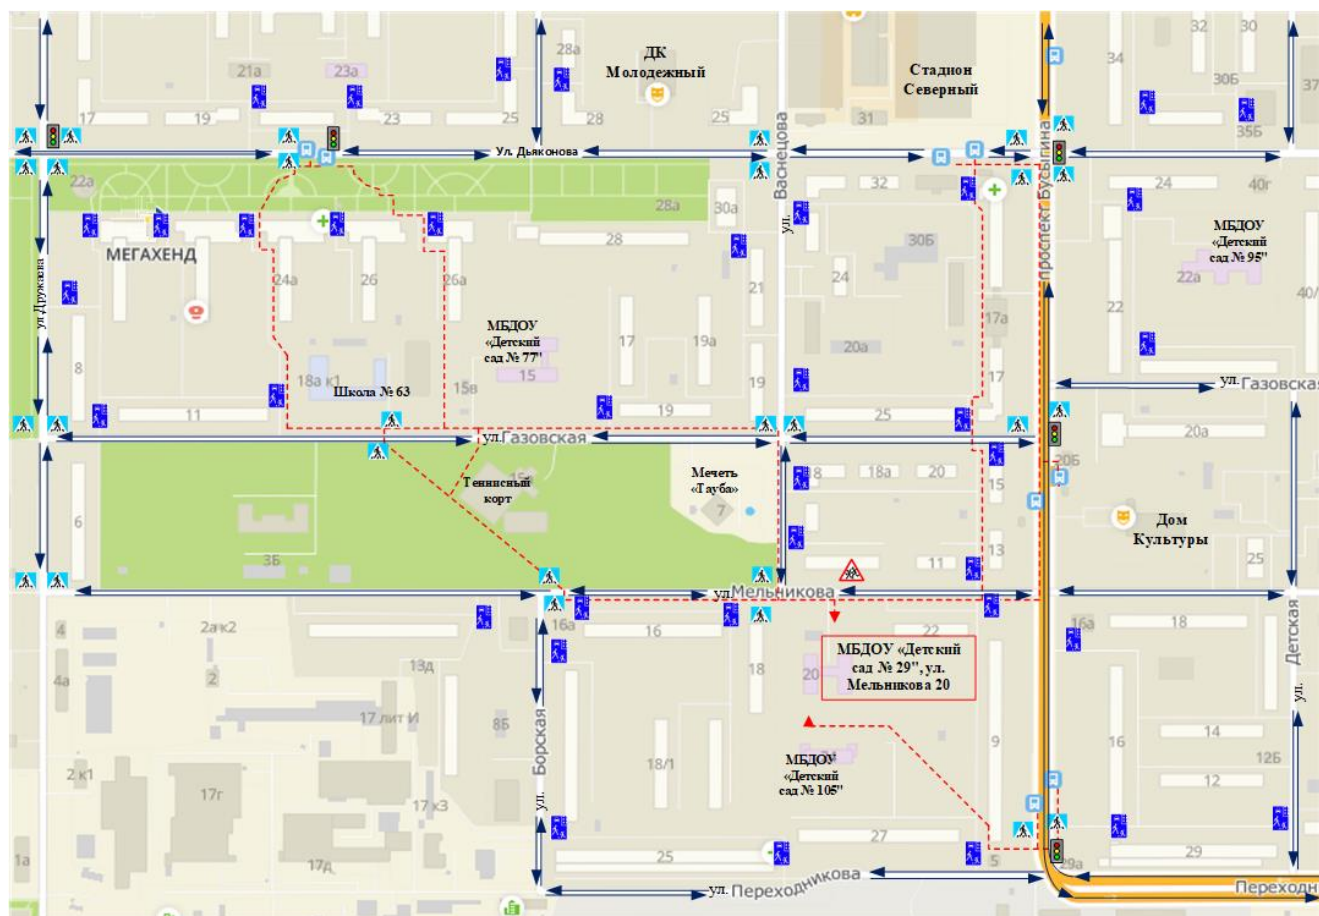 28а
ДК
Молодежный
Стадион
Северный
34
32
30
30Б
37
21а
23а
17
19
23
25
28
25
31
35Б
Ул. Дьяконова
Васнецова
ул.
проспект Бусыгина
22а
28а
30а
32
24
40г
МЕГАХЕНД
28
30Б
МБДОУ
«Детский
сад № 95"
22а
ул.Дружаева
24а
26
26а
21
24
22
40/
17а
МБДОУ
«Детский
сад № 77"
17
19а
20а
8
18а к1
15
15в
19
17
Школа № 63
ул. Газовская
11
19
25
20а
ул. Газовская
20Б
Мечеть
«Тауба»
7
Теннисный
корт
18а
20
15
6
3Б
Дом
Культуры
11
13
25
ул. Мельникова
4
2а к2
16а
16
22
16а
18
Детская
ул.
МБДОУ «Детский
сад № 29", ул.
Мельникова 20
20
13д
4а
2
18
17 лит И
8Б
Борская
ул.
9
14
18/1
16
12Б
МБДОУ
«Детский
сад № 105"
2 к1
12
17г
17 к3
27
1а
17д
25
5
29а
29
ул. Переходникова
Переходн